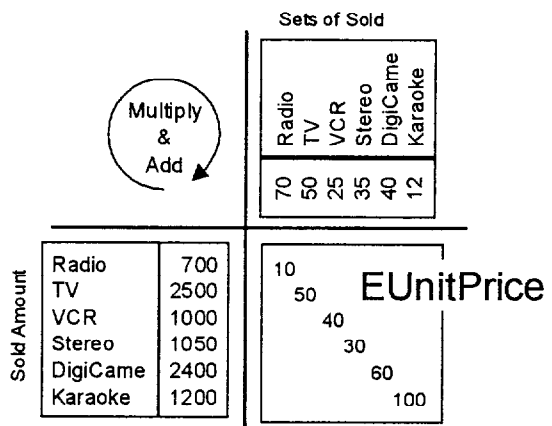 Sets of Sold
Multiply
&
Add
Radio
TV
VCR
Stereo
DigiCame
Karaoke
70
50
25
35
40
12
Sold Amount
Radio 700
TV 2500
VCR 1000
Stereo 1050
DigiCame 2400
Karaoke 1200
10
EUnitPrice
50
40
30
60
100